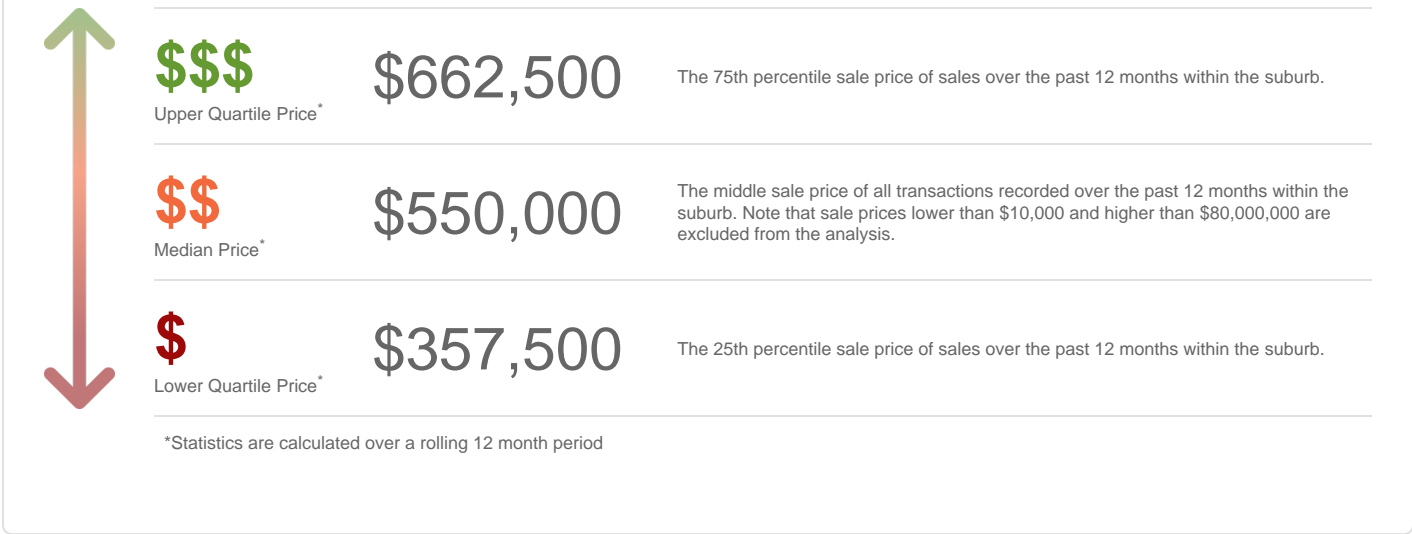 $$$
Upper Quartile Price*
$662,500
The 75th percentile sale price of sales over the past 12 months within the suburb.
$$
Median Price*
$550,000
The middle sale price of all transactions recorded over the past 12 months within the
suburb. Note that sale prices lower than $10,000 and higher than $80,000,000 are
excluded from the analysis.
$
Lower Quartile Price*
$357,500
The 25th percentile sale price of sales over the past 12 months within the suburb.
*Statistics are calculated over a rolling 12 month period